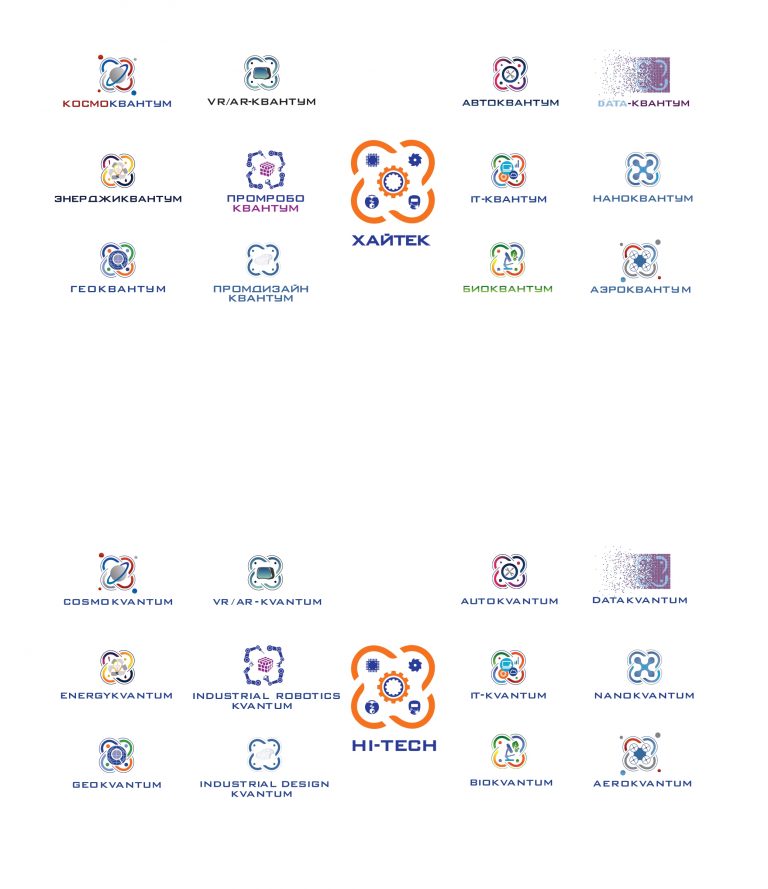 КОСМОКВАНТУМ
VR/AR-КВАНТУМ
АВТОКВАНТУМ
DATA-КВАНТУМ
ЭНЕРДЖИКВАНТУМ
ПРОМРОБО
КВАНТУМ
IT-КВАНТУМ
НАНОКВАНТУМ
ХАЙТЕК
ГЕОКВАНТУМ
ПРОМДИЗАЙН
КВАНТУМ
БИОКВАНТУМ
АЭРОКВАНТУМ
COSMOKVANTUM
VR/AR-KVANTUM
AUTOKVANTUM
DATAKVANTUM
ENERGYKVANTUM
INDUSTRIAL ROBOTICS
KVANTUM
IT-KVANTUM
NANOKVANTUM
HI-TECH
GEOKVANTUM
INDUSTRIAL DESIGN
KVANTUM
BIOKVANTUM
AEROKVANTUM